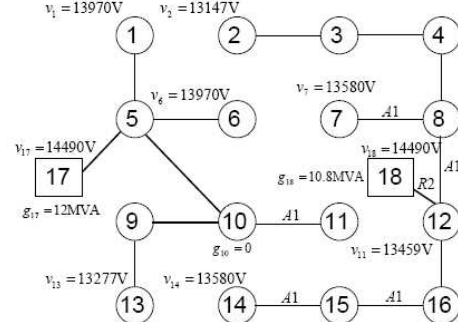 v₁ = 13970V v₂ = 13147V
1 2 3 4
v₆ = 13970V v₇ = 13580V
5 6 7 A1 8
v₁₇ = 14490V v₁₈ = 14490V A1
17 g₁₈ = 10.8MVA 18 R2
g₁₇ = 12MVA
9 10 A1 11 12
g₁₀ = 0 v₁₁ = 13459V
v₁₃ = 13277V v₁₄ = 13580V
13 14 A1 15 A1 16